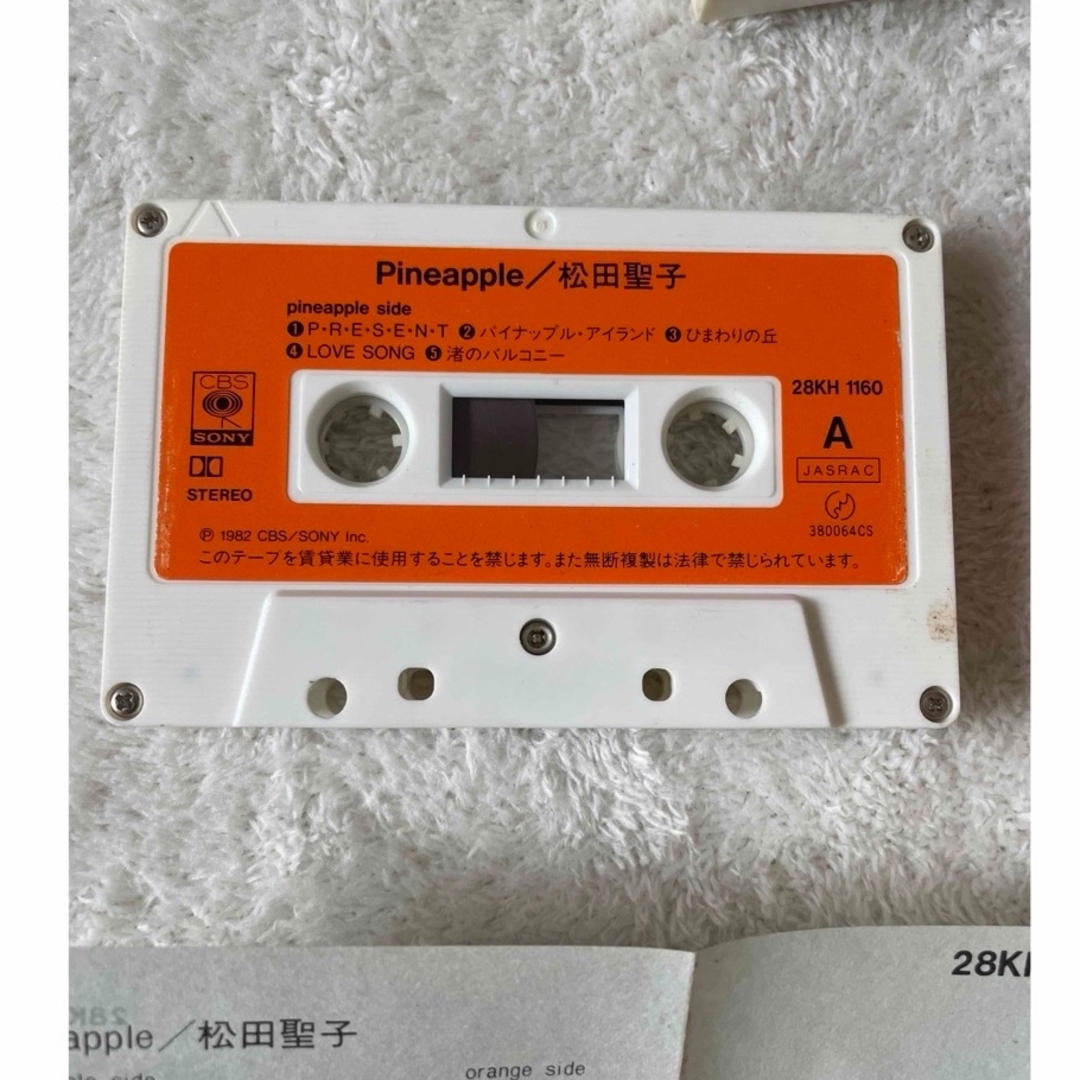 Pineapple／松田聖子
pineapple side
❶P・R・E・S・E・N・T ❷パイナップル・アイランド ❸ひまわりの丘
❹LOVE SONG ❺渚のバルコニー
CBS
SONY
STEREO
28KH 1160
A
JASRAC
380064CS
Ⓟ 1982 CBS/SONY Inc.
このテープを賃貸業に使用することを禁じます。また無断複製は法律で禁じられています。
28KH
apple／松田聖子
side
orange side